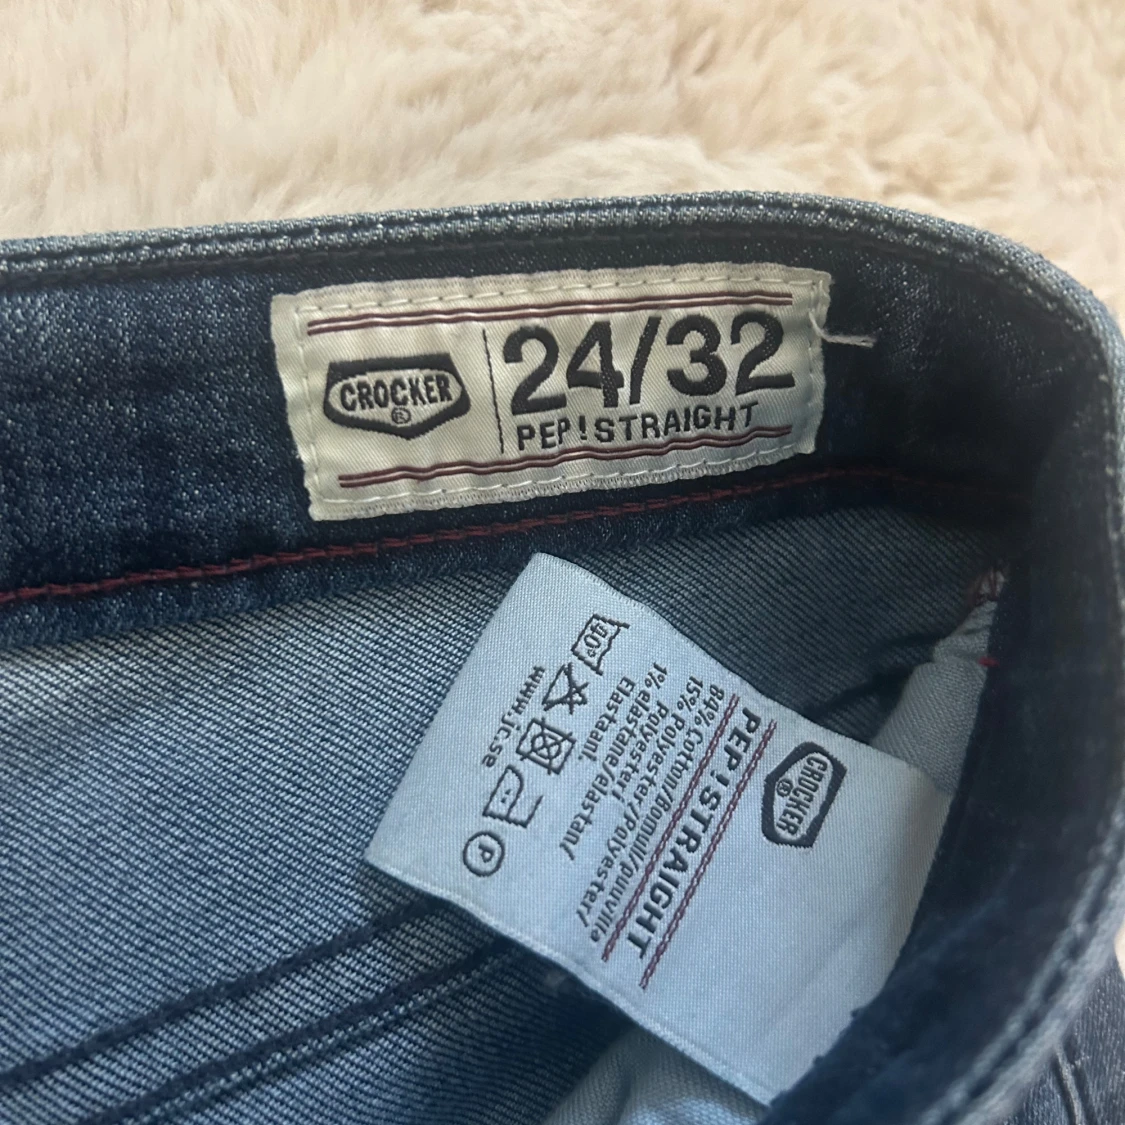 CROCKER
®
24/32
PEP!STRAIGHT
CROCKER
®
PEP!STRAIGHT
84% Cotton/Bomull/puuvilla
15% Polyester/Polyester/
Polyesteri
1% elastane/elastan/
Elastaani.
40°
P
www.jc.se